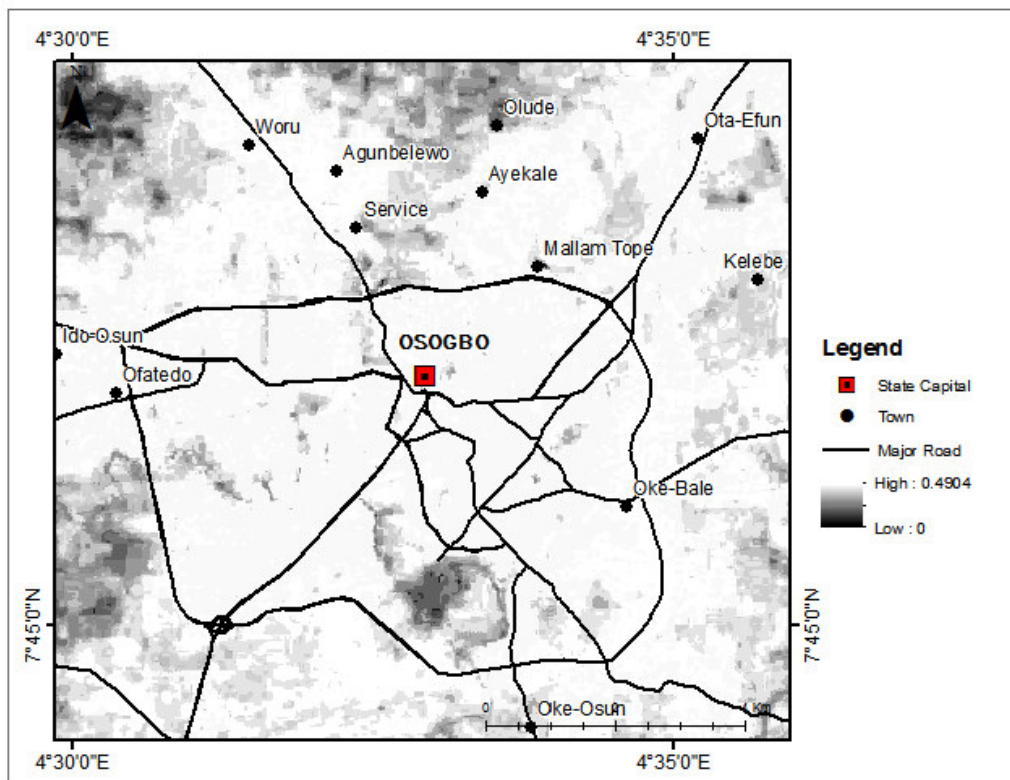 4°30'0"E 4°35'0"E
N
Olude
Ota-Efun
Woru
Agunbelewo
Ayekale
Service
Mallam Tope
Kelebe
OSOGBO
Ido-Osun
Ofatedo
Legend
State Capital
Town
Major Road
High : 0.4904
Low : 0
Oke-Bale
7°45'0"N 7°45'0"N
Oke-Osun
0 Km
4°30'0"E 4°35'0"E